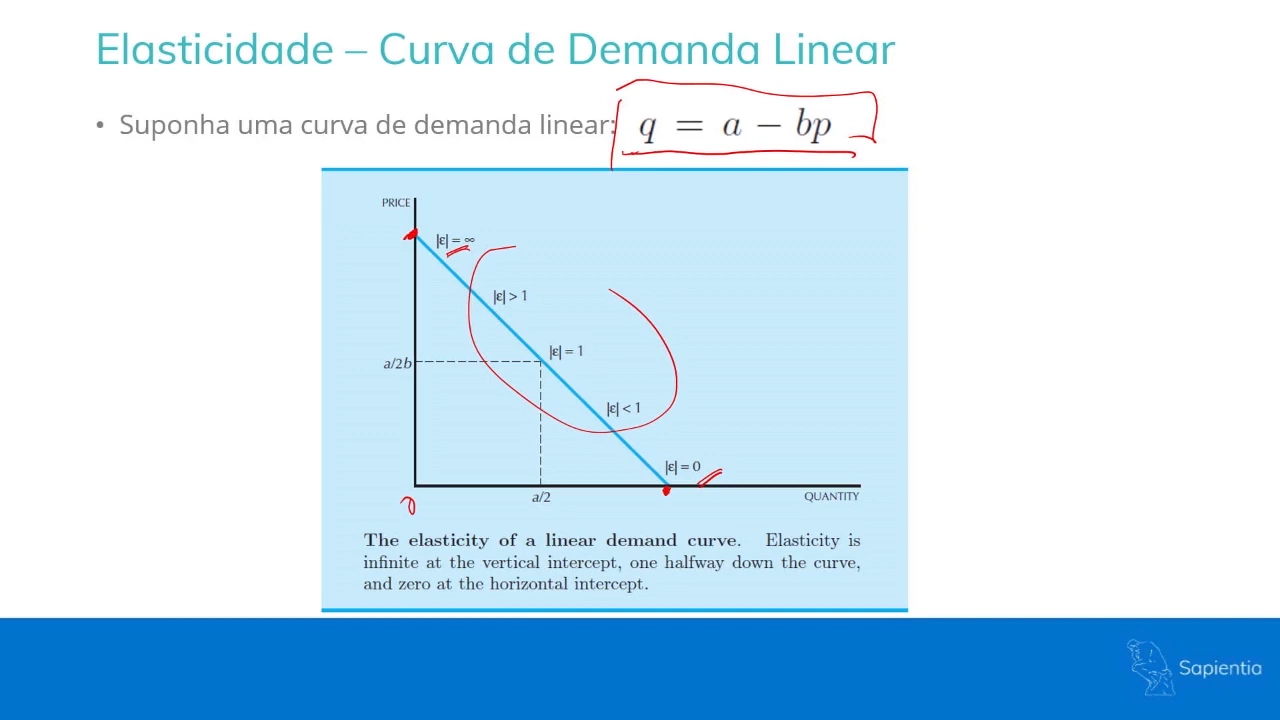 Elasticidade – Curva de Demanda Linear
• Suponha uma curva de demanda linear: q = a − bp
PRICE
|ε| = ∞
|ε| > 1
|ε| = 1
a/2b
|ε| < 1
|ε| = 0
a/2
QUANTITY
0
The elasticity of a linear demand curve. Elasticity is
infinite at the vertical intercept, one halfway down the curve,
and zero at the horizontal intercept.
Sapientia